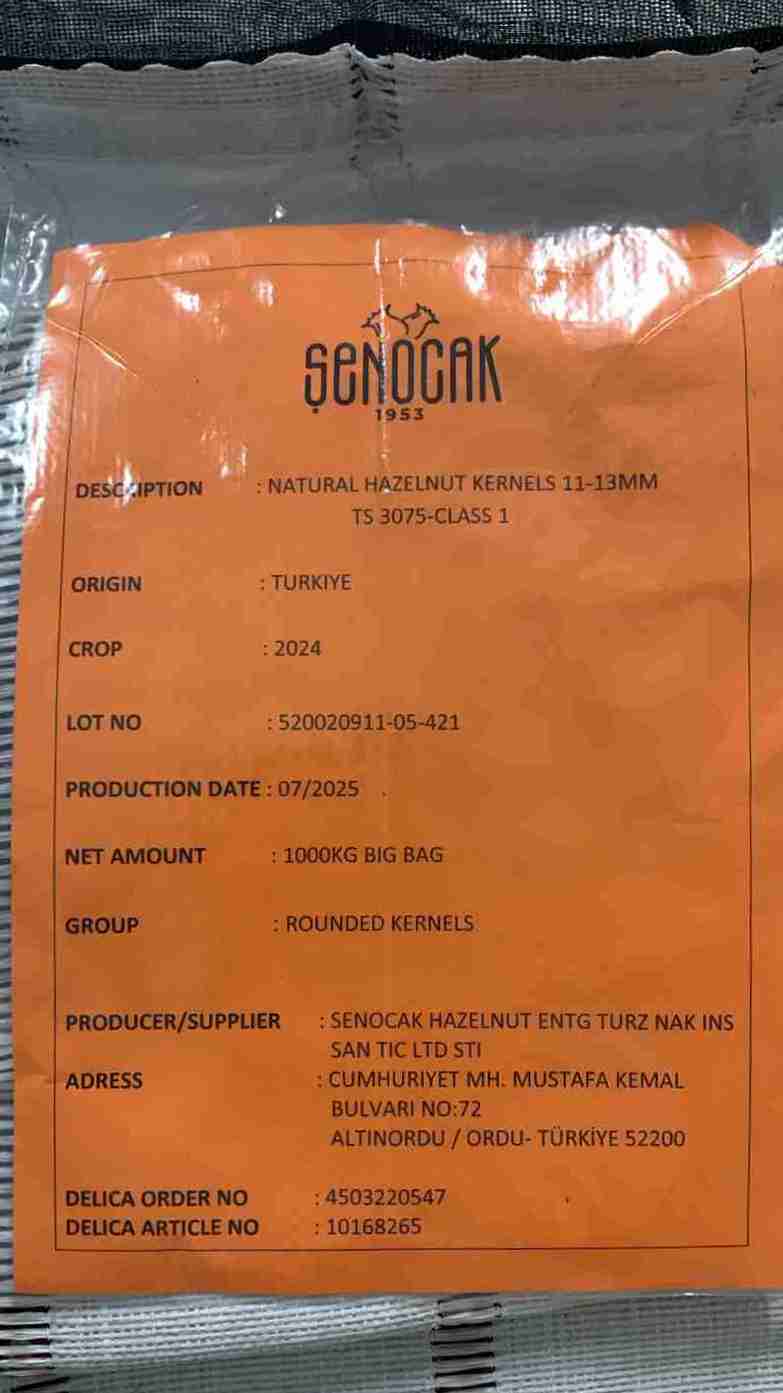 ŞENOCAK
1953
DESCRIPTION : NATURAL HAZELNUT KERNELS 11-13MM
TS 3075-CLASS 1
ORIGIN : TURKIYE
CROP : 2024
LOT NO : 520020911-05-421
PRODUCTION DATE : 07/2025
NET AMOUNT : 1000KG BIG BAG
GROUP : ROUNDED KERNELS
PRODUCER/SUPPLIER : SENOCAK HAZELNUT ENTG TURZ NAK INS
SAN TIC LTD STI
ADRESS : CUMHURIYET MH. MUSTAFA KEMAL
BULVARI NO:72
ALTINORDU / ORDU- TÜRKİYE 52200
DELICA ORDER NO : 4503220547
DELICA ARTICLE NO : 10168265